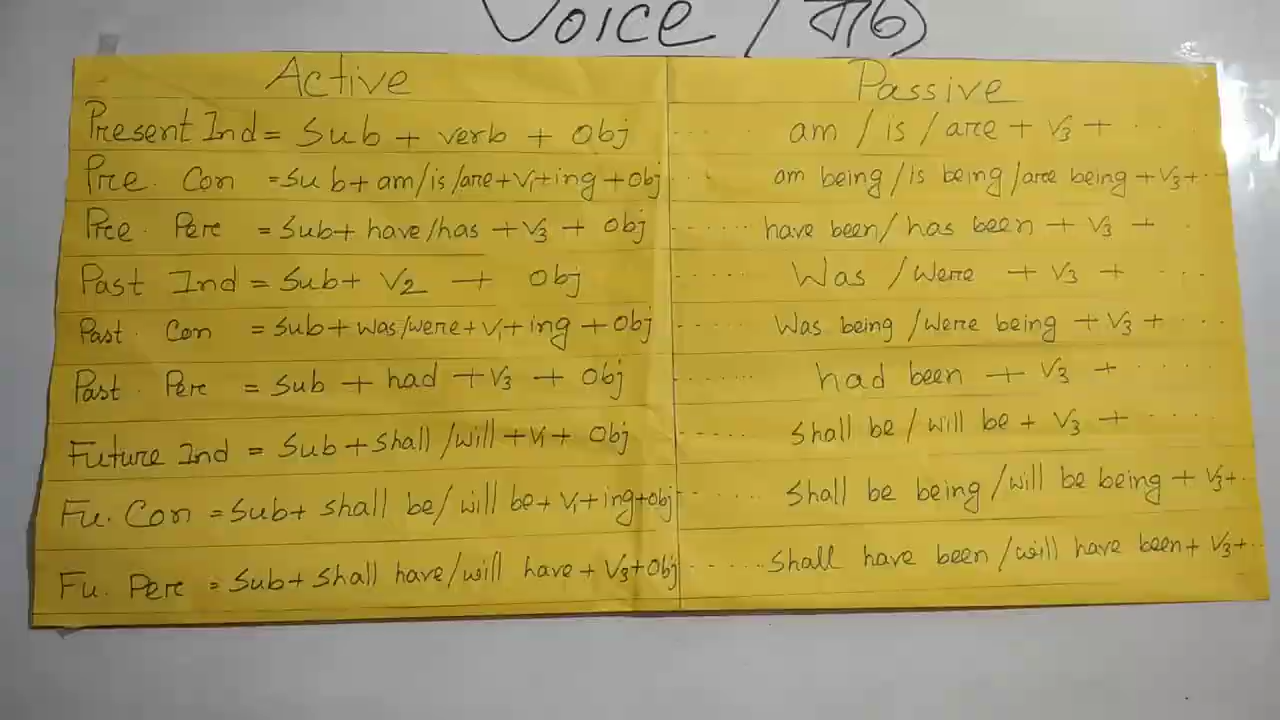 Voice / বাচ্য
Active Passive
Present Ind = Sub + verb + Obj ..... am / is / are + V3 + ...
Pre. Con = Sub + am/is/are + V1 + ing + Obj ..... am being / is being / are being + V3 + ...
Pre. Per = Sub + have/has + V3 + Obj ...... have been / has been + V3 + ..
Past Ind = Sub + V2 + Obj ...... Was / Were + V3 + ....
Past. Con = Sub + was/were + V1 + ing + Obj ...... Was being / Were being + V3 + ....
Past. Per = Sub + had + V3 + Obj ....... had been + V3 + ....
Future Ind = Sub + Shall / will + V1 + Obj ...... Shall be / will be + V3 + .....
Fu. Con = Sub + shall be / will be + V1 + ing + obj ...... Shall be being / will be being + V3 + ..
Fu. Per = Sub + Shall have / will have + V3 + Obj ...... Shall have been / will have been + V3 + ..